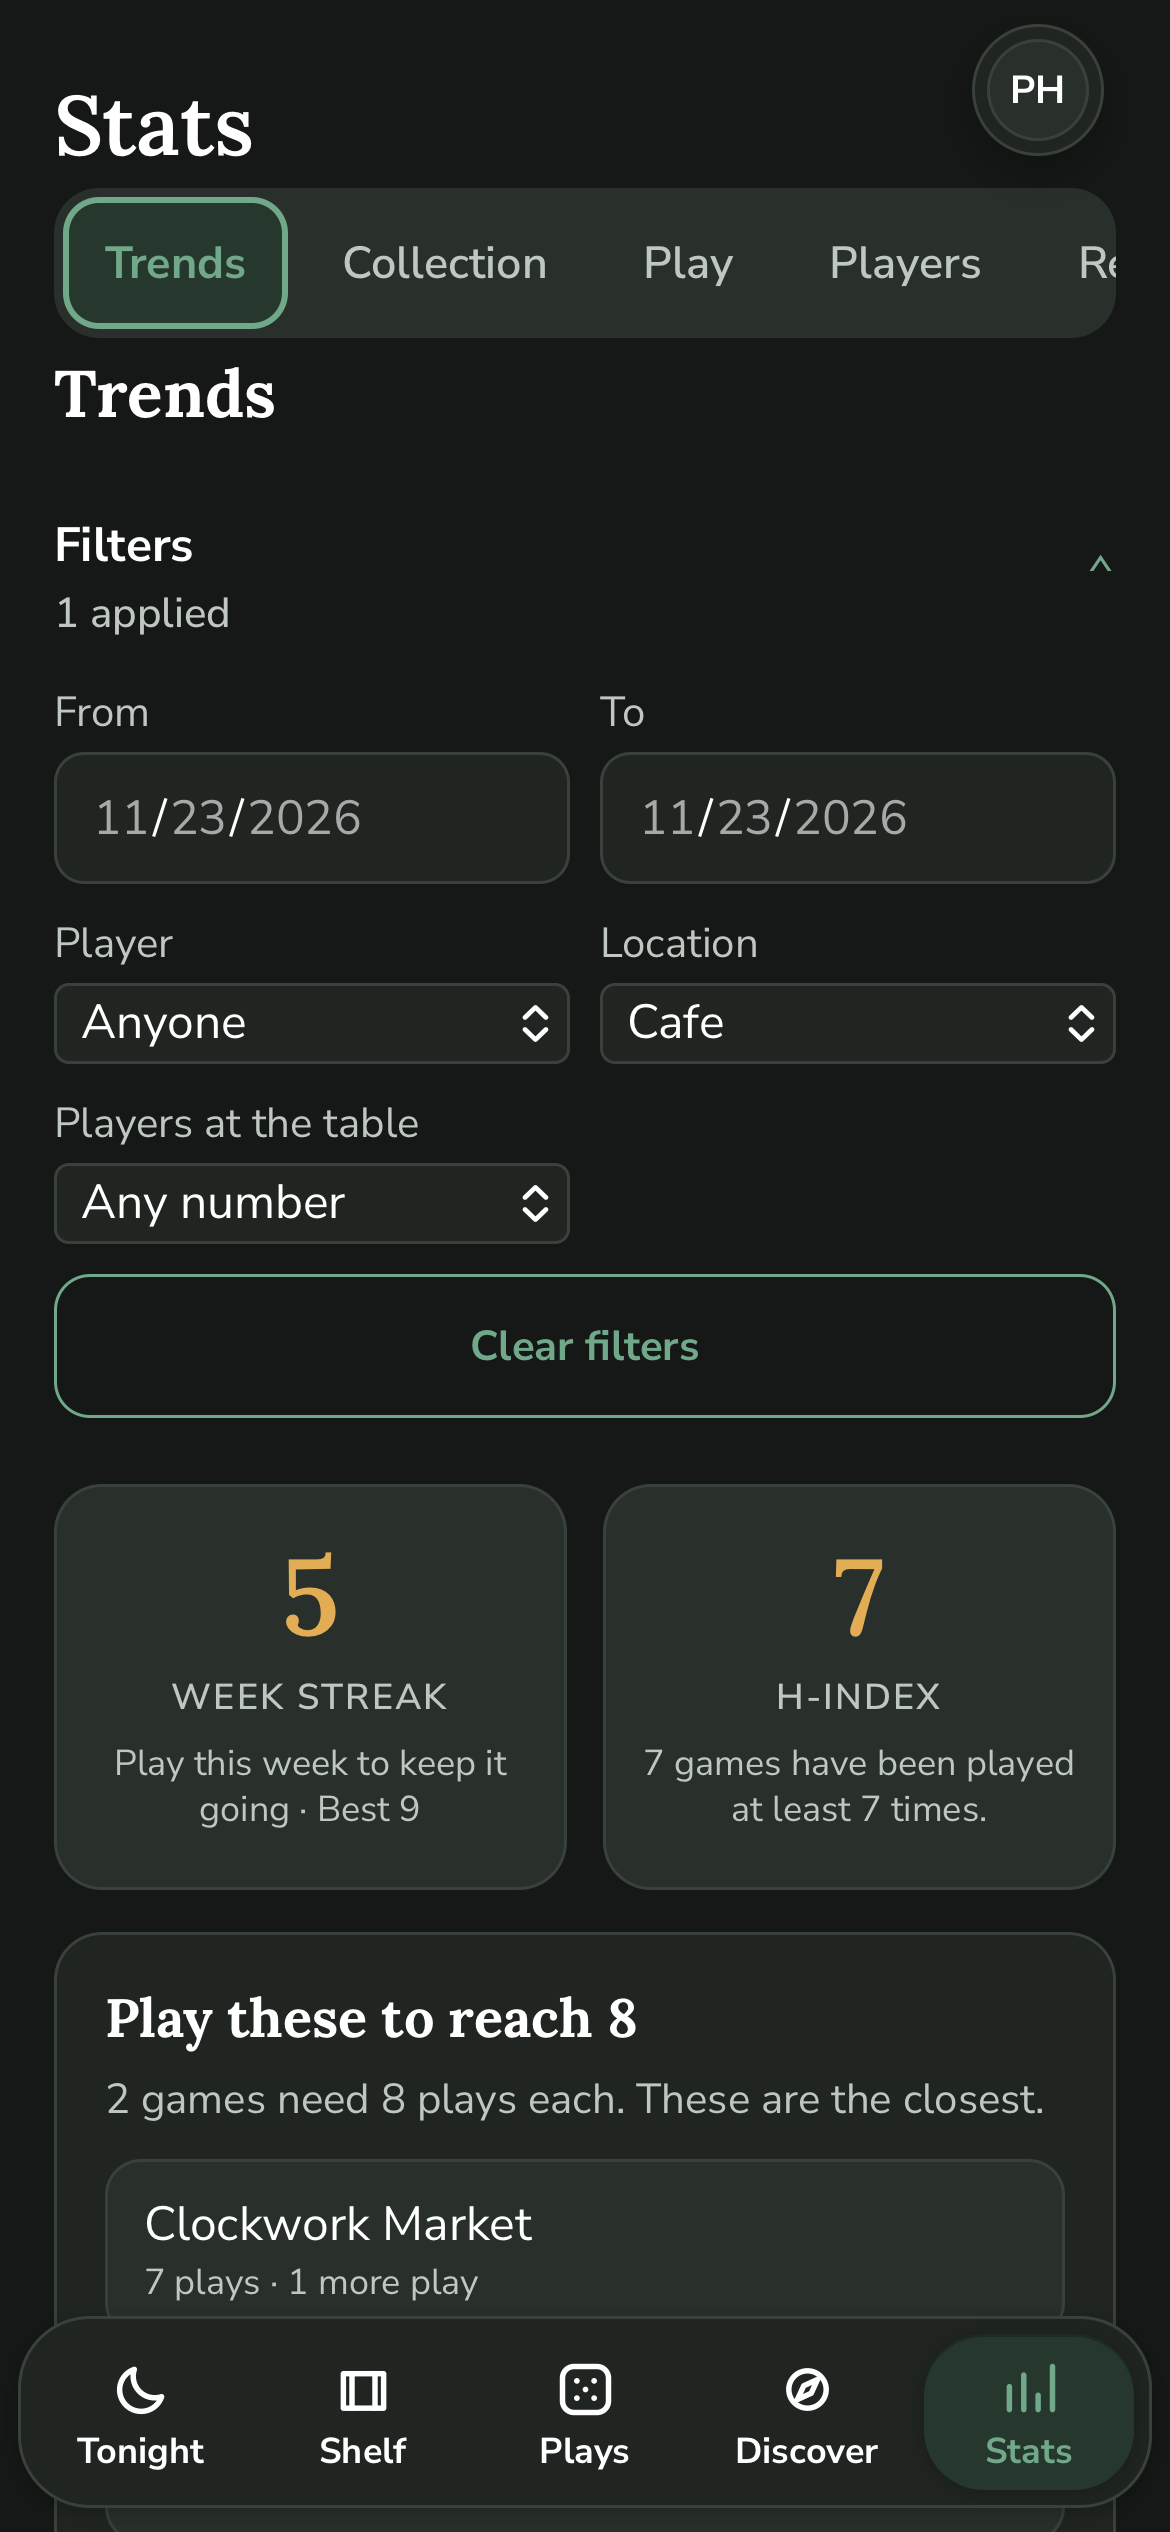 PH
Stats
Trends
Collection
Play
Players
Re
Trends
Filters
1 applied
From
To
11/23/2026
11/23/2026
Player
Location
Anyone
Cafe
Players at the table
Any number
Clear filters
5
WEEK STREAK
Play this week to keep it
going · Best 9
7
H-INDEX
7 games have been played
at least 7 times.
Play these to reach 8
2 games need 8 plays each. These are the closest.
Clockwork Market
7 plays · 1 more play
Tonight
Shelf
Plays
Discover
Stats